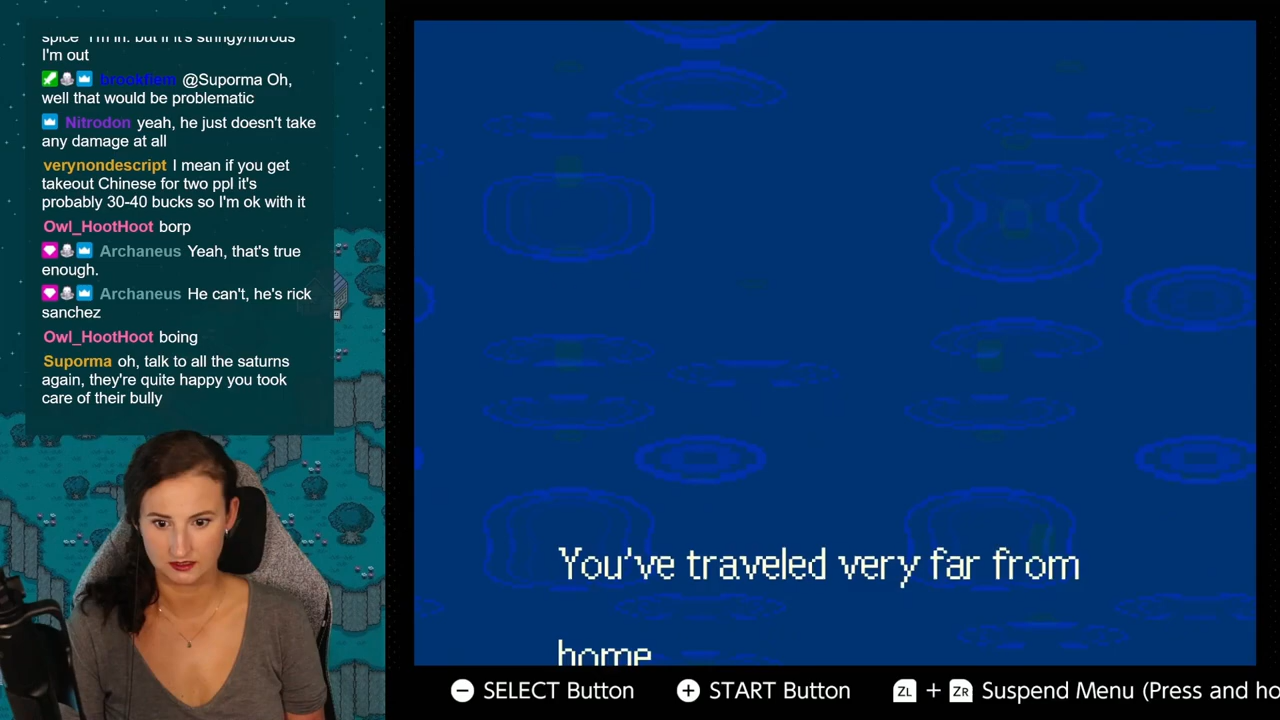 spice" I'm in. but if it's stringy/fibrous
I'm out
brookfiem @Suporma Oh,
well that would be problematic
Nitrodon yeah, he just doesn't take
any damage at all
verynondescript I mean if you get
takeout Chinese for two ppl it's
probably 30-40 bucks so I'm ok with it
Owl_HootHoot borp
Archaneus Yeah, that's true
enough.
Archaneus He can't, he's rick
sanchez
Owl_HootHoot boing
Suporma oh, talk to all the saturns
again, they're quite happy you took
care of their bully
You've traveled very far from
home
SELECT Button START Button ZL + ZR Suspend Menu (Press and ho